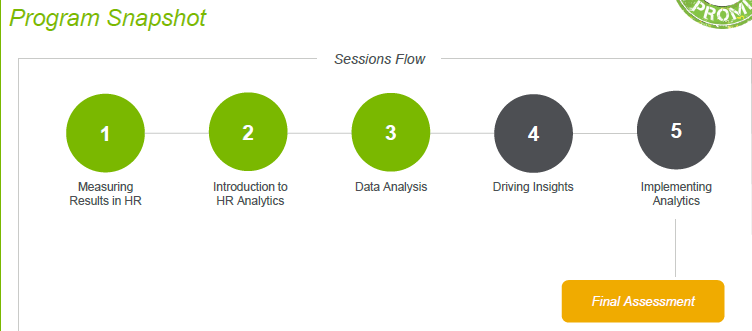 Program Snapshot
PROMI
Sessions Flow
1
2
3
4
5
Measuring
Results in HR
Introduction to
HR Analytics
Data Analysis
Driving Insights
Implementing
Analytics
Final Assessment